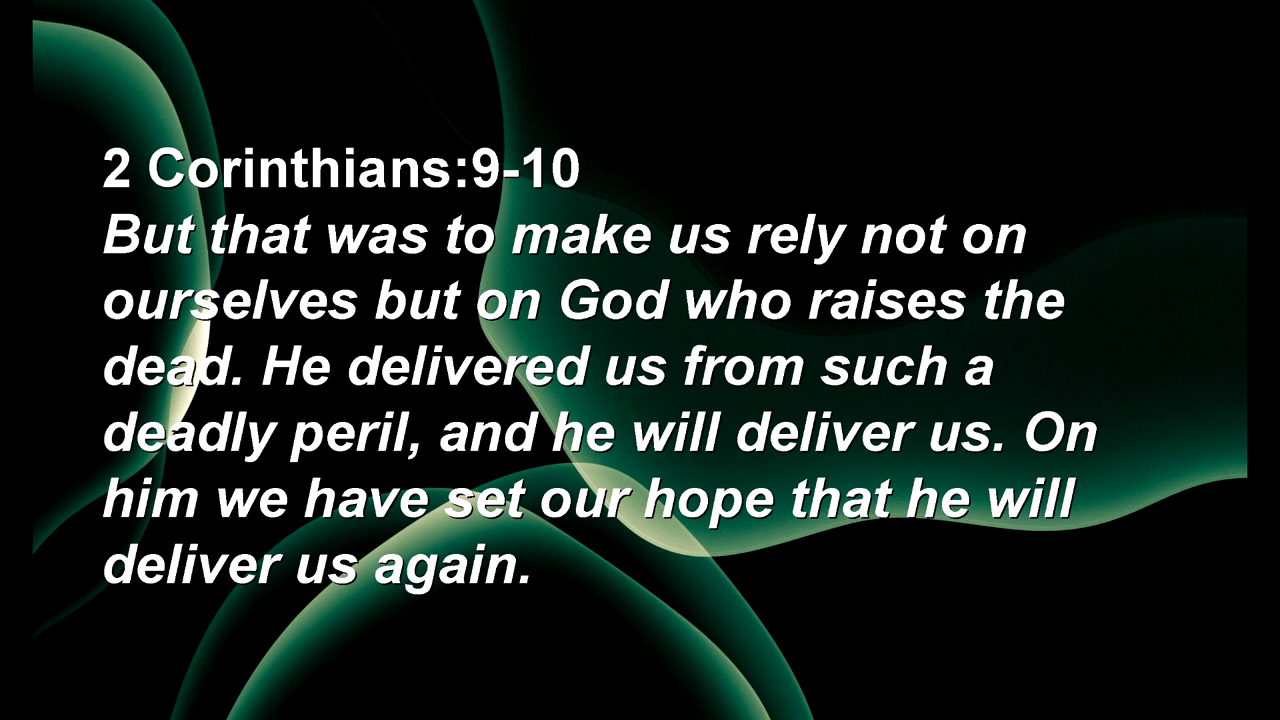 2 Corinthians:9-10
But that was to make us rely not on
ourselves but on God who raises the
dead. He delivered us from such a
deadly peril, and he will deliver us. On
him we have set our hope that he will
deliver us again.